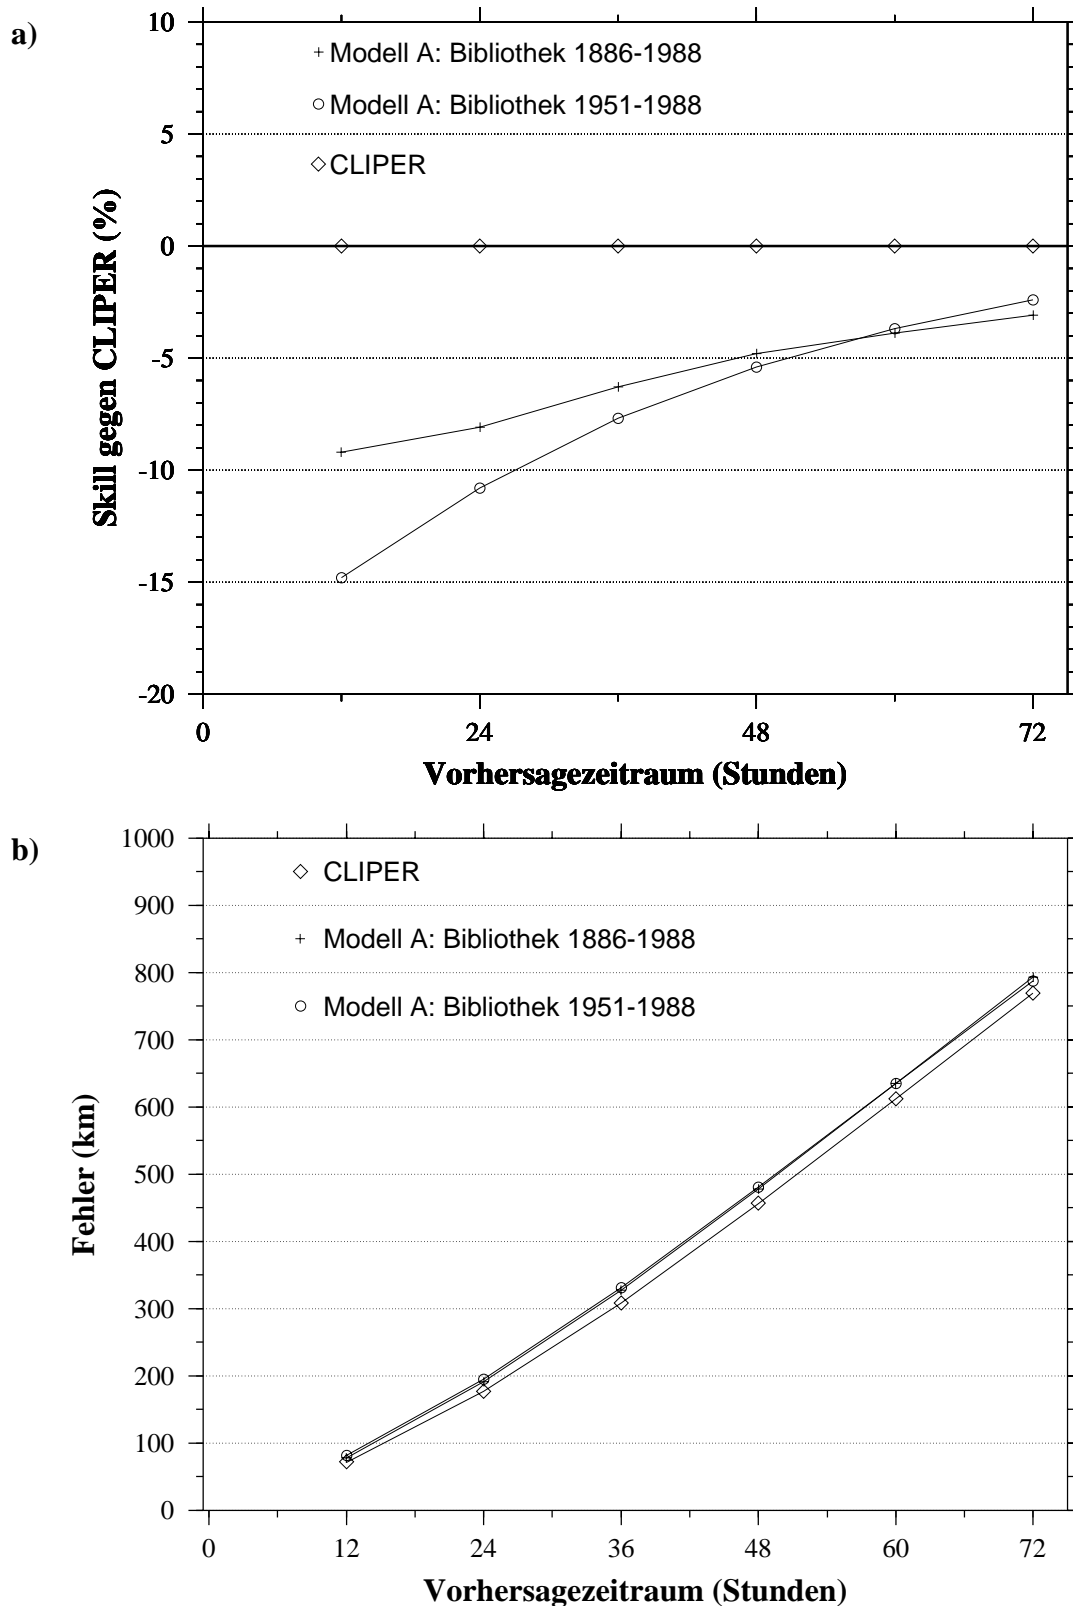 a)
10
5
0
-5
-10
-15
-20
Skill gegen CLIPER (%)
Modell A: Bibliothek 1886-1988
Modell A: Bibliothek 1951-1988
CLIPER
0 24 48 72
Vorhersagezeitraum (Stunden)
b)
1000
900
800
700
600
500
400
300
200
100
0
Fehler (km)
CLIPER
Modell A: Bibliothek 1886-1988
Modell A: Bibliothek 1951-1988
0 12 24 36 48 60 72
Vorhersagezeitraum (Stunden)